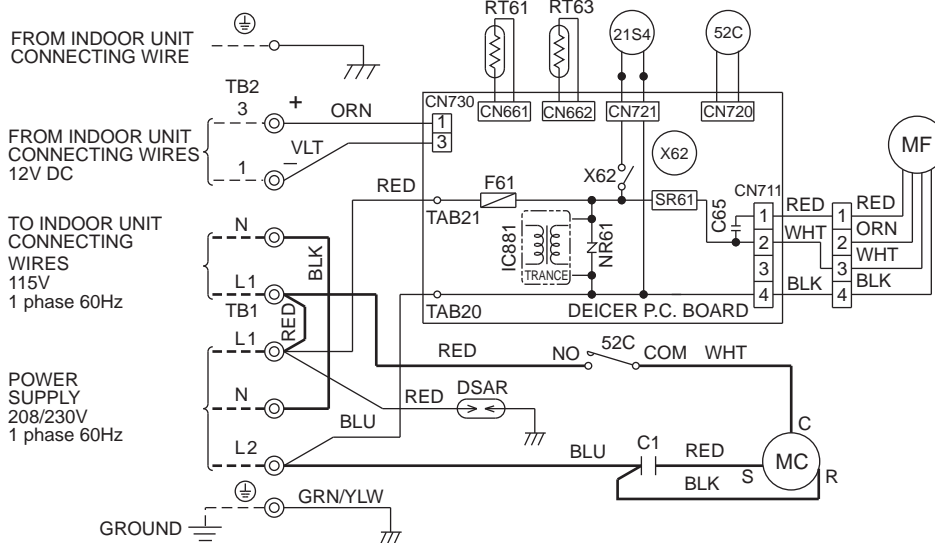 RT61
RT63
21S4
52C
FROM INDOOR UNIT
CONNECTING WIRE
TB2
3
+
ORN
CN730
1
3
CN661
CN662
CN721
CN720
FROM INDOOR UNIT
CONNECTING WIRES
12V DC
1
–
VLT
X62
X62
MF
RED
F61
TAB21
SR61
C65
CN711
1
2
3
4
RED
WHT
BLK
1
2
3
4
RED
ORN
WHT
BLK
TO INDOOR UNIT
CONNECTING
WIRES
115V
1 phase 60Hz
N
BLK
L1
TB1
RED
IC881
TRANCE
NR61
TAB20
DEICER P.C. BOARD
L1
RED
NO
52C
COM
WHT
POWER
SUPPLY
208/230V
1 phase 60Hz
N
RED
DSAR
BLU
L2
BLU
C1
RED
BLK
C
S
MC
R
GRN/YLW
GROUND